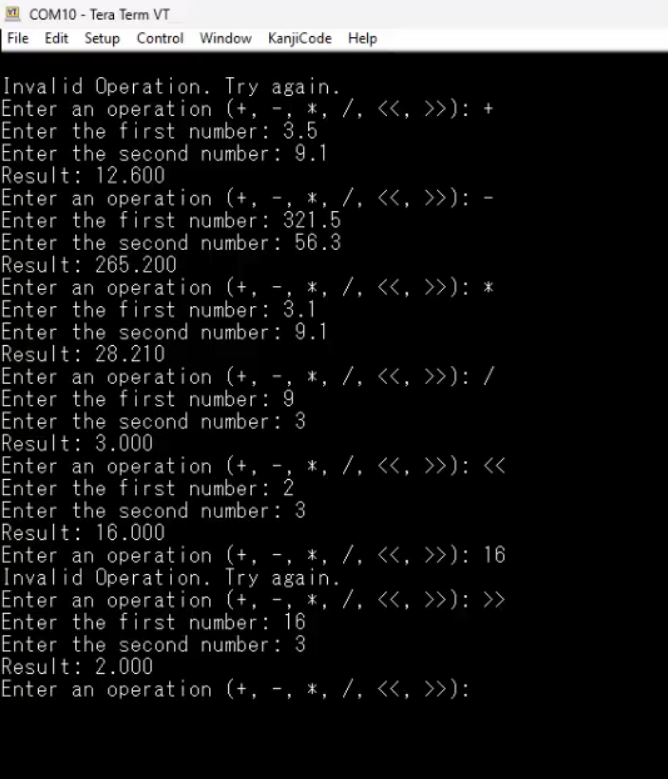 COM10 - Tera Term VT
File Edit Setup Control Window KanjiCode Help
Invalid Operation. Try again.
Enter an operation (+, -, *, /, <<, >>): +
Enter the first number: 3.5
Enter the second number: 9.1
Result: 12.600
Enter an operation (+, -, *, /, <<, >>): -
Enter the first number: 321.5
Enter the second number: 56.3
Result: 265.200
Enter an operation (+, -, *, /, <<, >>): *
Enter the first number: 3.1
Enter the second number: 9.1
Result: 28.210
Enter an operation (+, -, *, /, <<, >>): /
Enter the first number: 9
Enter the second number: 3
Result: 3.000
Enter an operation (+, -, *, /, <<, >>): <<
Enter the first number: 2
Enter the second number: 3
Result: 16.000
Enter an operation (+, -, *, /, <<, >>): 16
Invalid Operation. Try again.
Enter an operation (+, -, *, /, <<, >>): >>
Enter the first number: 16
Enter the second number: 3
Result: 2.000
Enter an operation (+, -, *, /, <<, >>):